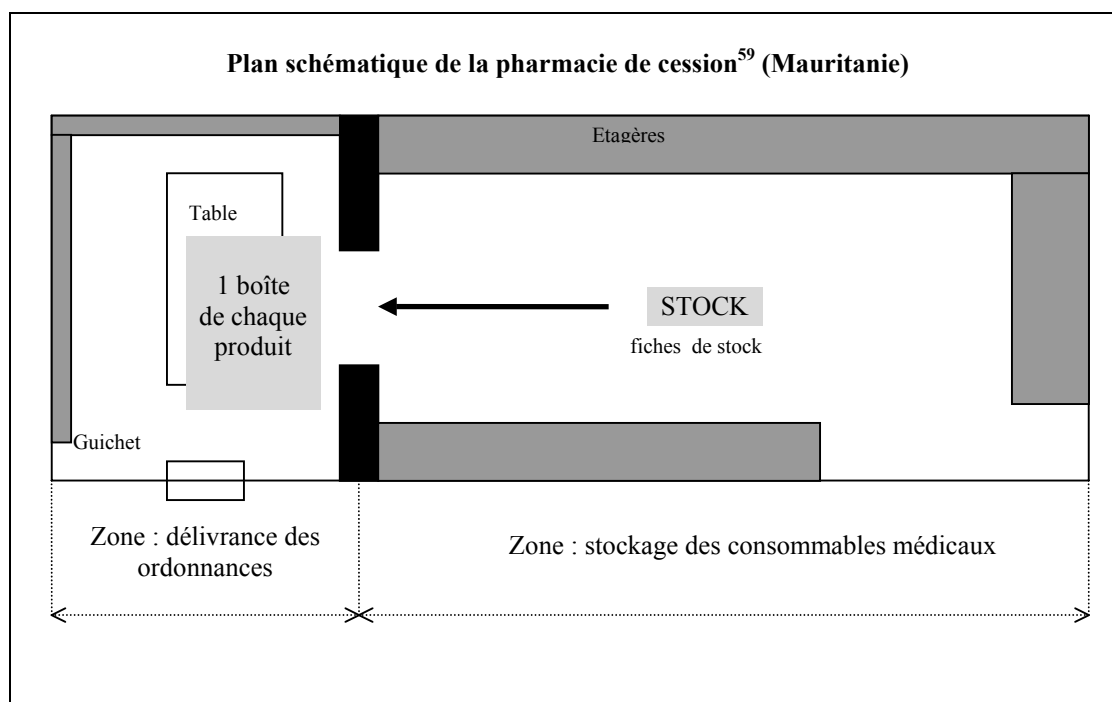 Plan schématique de la pharmacie de cession59 (Mauritanie)
Etagères
Table
1 boîte
de chaque
produit
STOCK
fiches de stock
Guichet
Zone : délivrance des
ordonnances
Zone : stockage des consommables médicaux